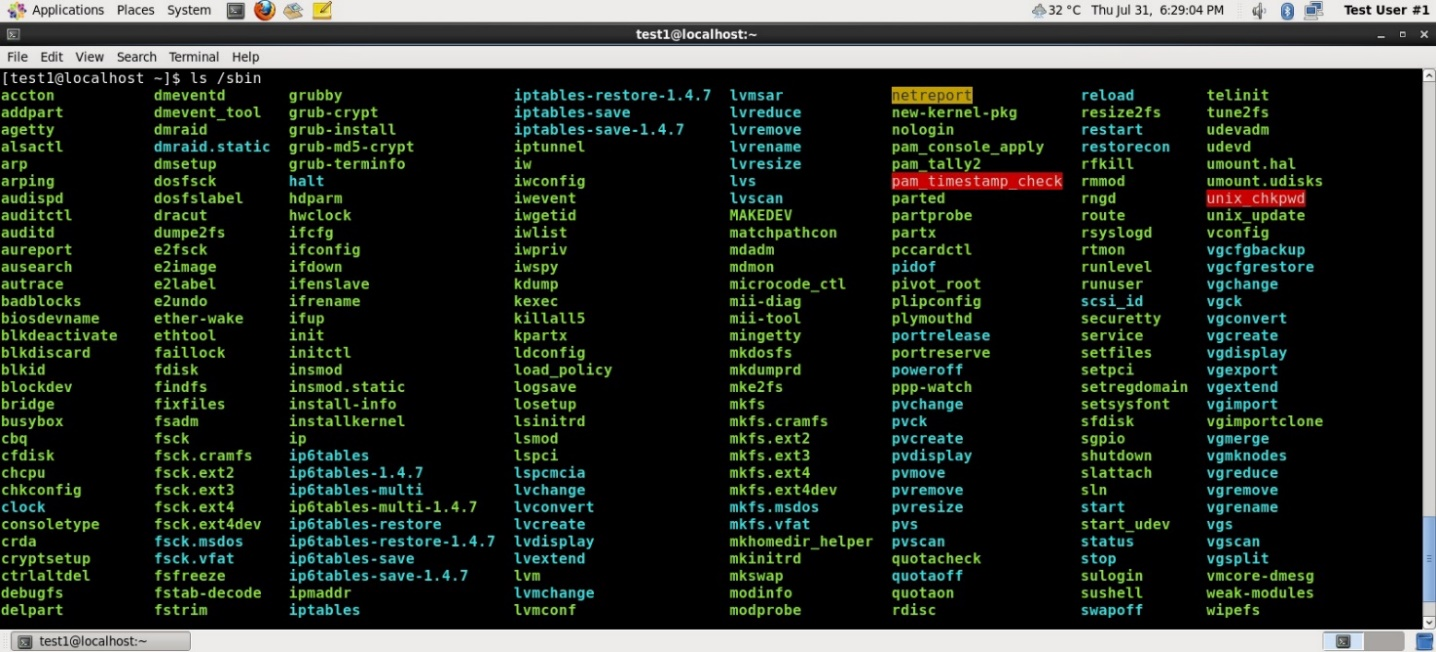 Applications Places System 32 °C Thu Jul 31, 6:29:04 PM Test User #1
test1@localhost:~
File Edit View Search Terminal Help
[test1@localhost ~]$ ls /sbin
accton dmeventd grubby iptables-restore-1.4.7 lvmsar netreport reload telinit
addpart dmevent_tool grub-crypt iptables-save lvreduce new-kernel-pkg resize2fs tune2fs
agetty dmraid grub-install iptables-save-1.4.7 lvremove nologin restart udevadm
alsactl dmraid.static grub-md5-crypt iptunnel lvrename pam_console_apply restorecon udevd
arp dmsetup grub-terminfo iw lvresize pam_tally2 rfkill umount.hal
arping dosfsck halt iwconfig lvs pam_timestamp_check rmmod umount.udisks
audispd dosfslabel hdparm iwevent lvscan parted rngd unix_chkpwd
auditctl dracut hwclock iwgetid MAKEDEV partprobe route unix_update
auditd dumpe2fs ifcfg iwlist matchpathcon partx rsyslogd vconfig
aureport e2fsck ifconfig iwpriv mdadm pccardctl rtmon vgcfgbackup
ausearch e2image ifdown iwspy mdmon pidof runlevel vgcfgrestore
autrace e2label ifenslave kdump microcode_ctl pivot_root runuser vgchange
badblocks e2undo ifrename kexec mii-diag plipconfig scsi_id vgck
biosdevname ether-wake ifup killall5 mii-tool plymouthd securetty vgconvert
blkdeactivate ethtool init kpartx mingetty portrelease service vgcreate
blkdiscard faillock initctl ldconfig mkdosfs portreserve setfiles vgdisplay
blkid fdisk insmod load_policy mkdumprd poweroff setpci vgexport
blockdev findfs insmod.static logsave mke2fs ppp-watch setregdomain vgextend
bridge fixfiles install-info losetup mkfs pvchange setsysfont vgimport
busybox fsadm installkernel lsinitrd mkfs.cramfs pvck sfdisk vgimportclone
cbq fsck ip lsmod mkfs.ext2 pvcreate sgpio vgmerge
cfdisk fsck.cramfs ip6tables lspci mkfs.ext3 pvdisplay shutdown vgmknodes
chcpu fsck.ext2 ip6tables-1.4.7 lspcmcia mkfs.ext4 pvmove slattach vgreduce
chkconfig fsck.ext3 ip6tables-multi lvchange mkfs.ext4dev pvremove sln vgremove
clock fsck.ext4 ip6tables-multi-1.4.7 lvconvert mkfs.msdos pvresize start vgrename
consoletype fsck.ext4dev ip6tables-restore lvcreate mkfs.vfat pvs start_udev vgs
crda fsck.msdos ip6tables-restore-1.4.7 lvdisplay mkhomedir_helper pvscan status vgscan
cryptsetup fsck.vfat ip6tables-save lvextend mkinitrd quotacheck stop vgsplit
ctrlaltdel fsfreeze ip6tables-save-1.4.7 lvm mkswap quotaoff sulogin vmcore-dmesg
debugfs fstab-decode ipmaddr lvmchange modinfo quotaon sushell weak-modules
delpart fstrim iptables lvmconf modprobe rdisc swapoff wipefs
test1@localhost:~